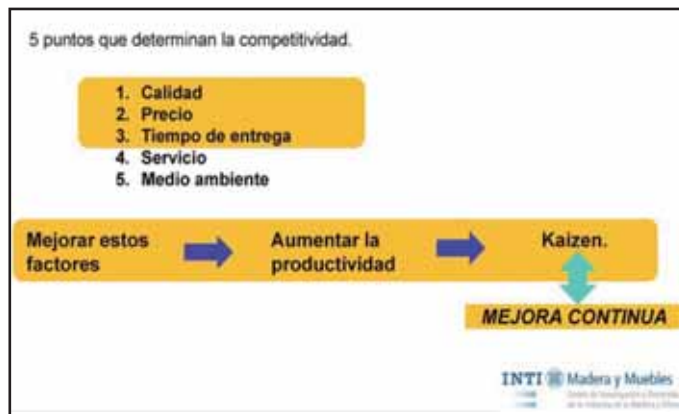 5 puntos que determinan la competitividad.
1. Calidad
2. Precio
3. Tiempo de entrega
4. Servicio
5. Medio ambiente
Mejorar estos
factores
Aumentar la
productividad
Kaizen.
MEJORA CONTINUA
INTI Madera y Muebles